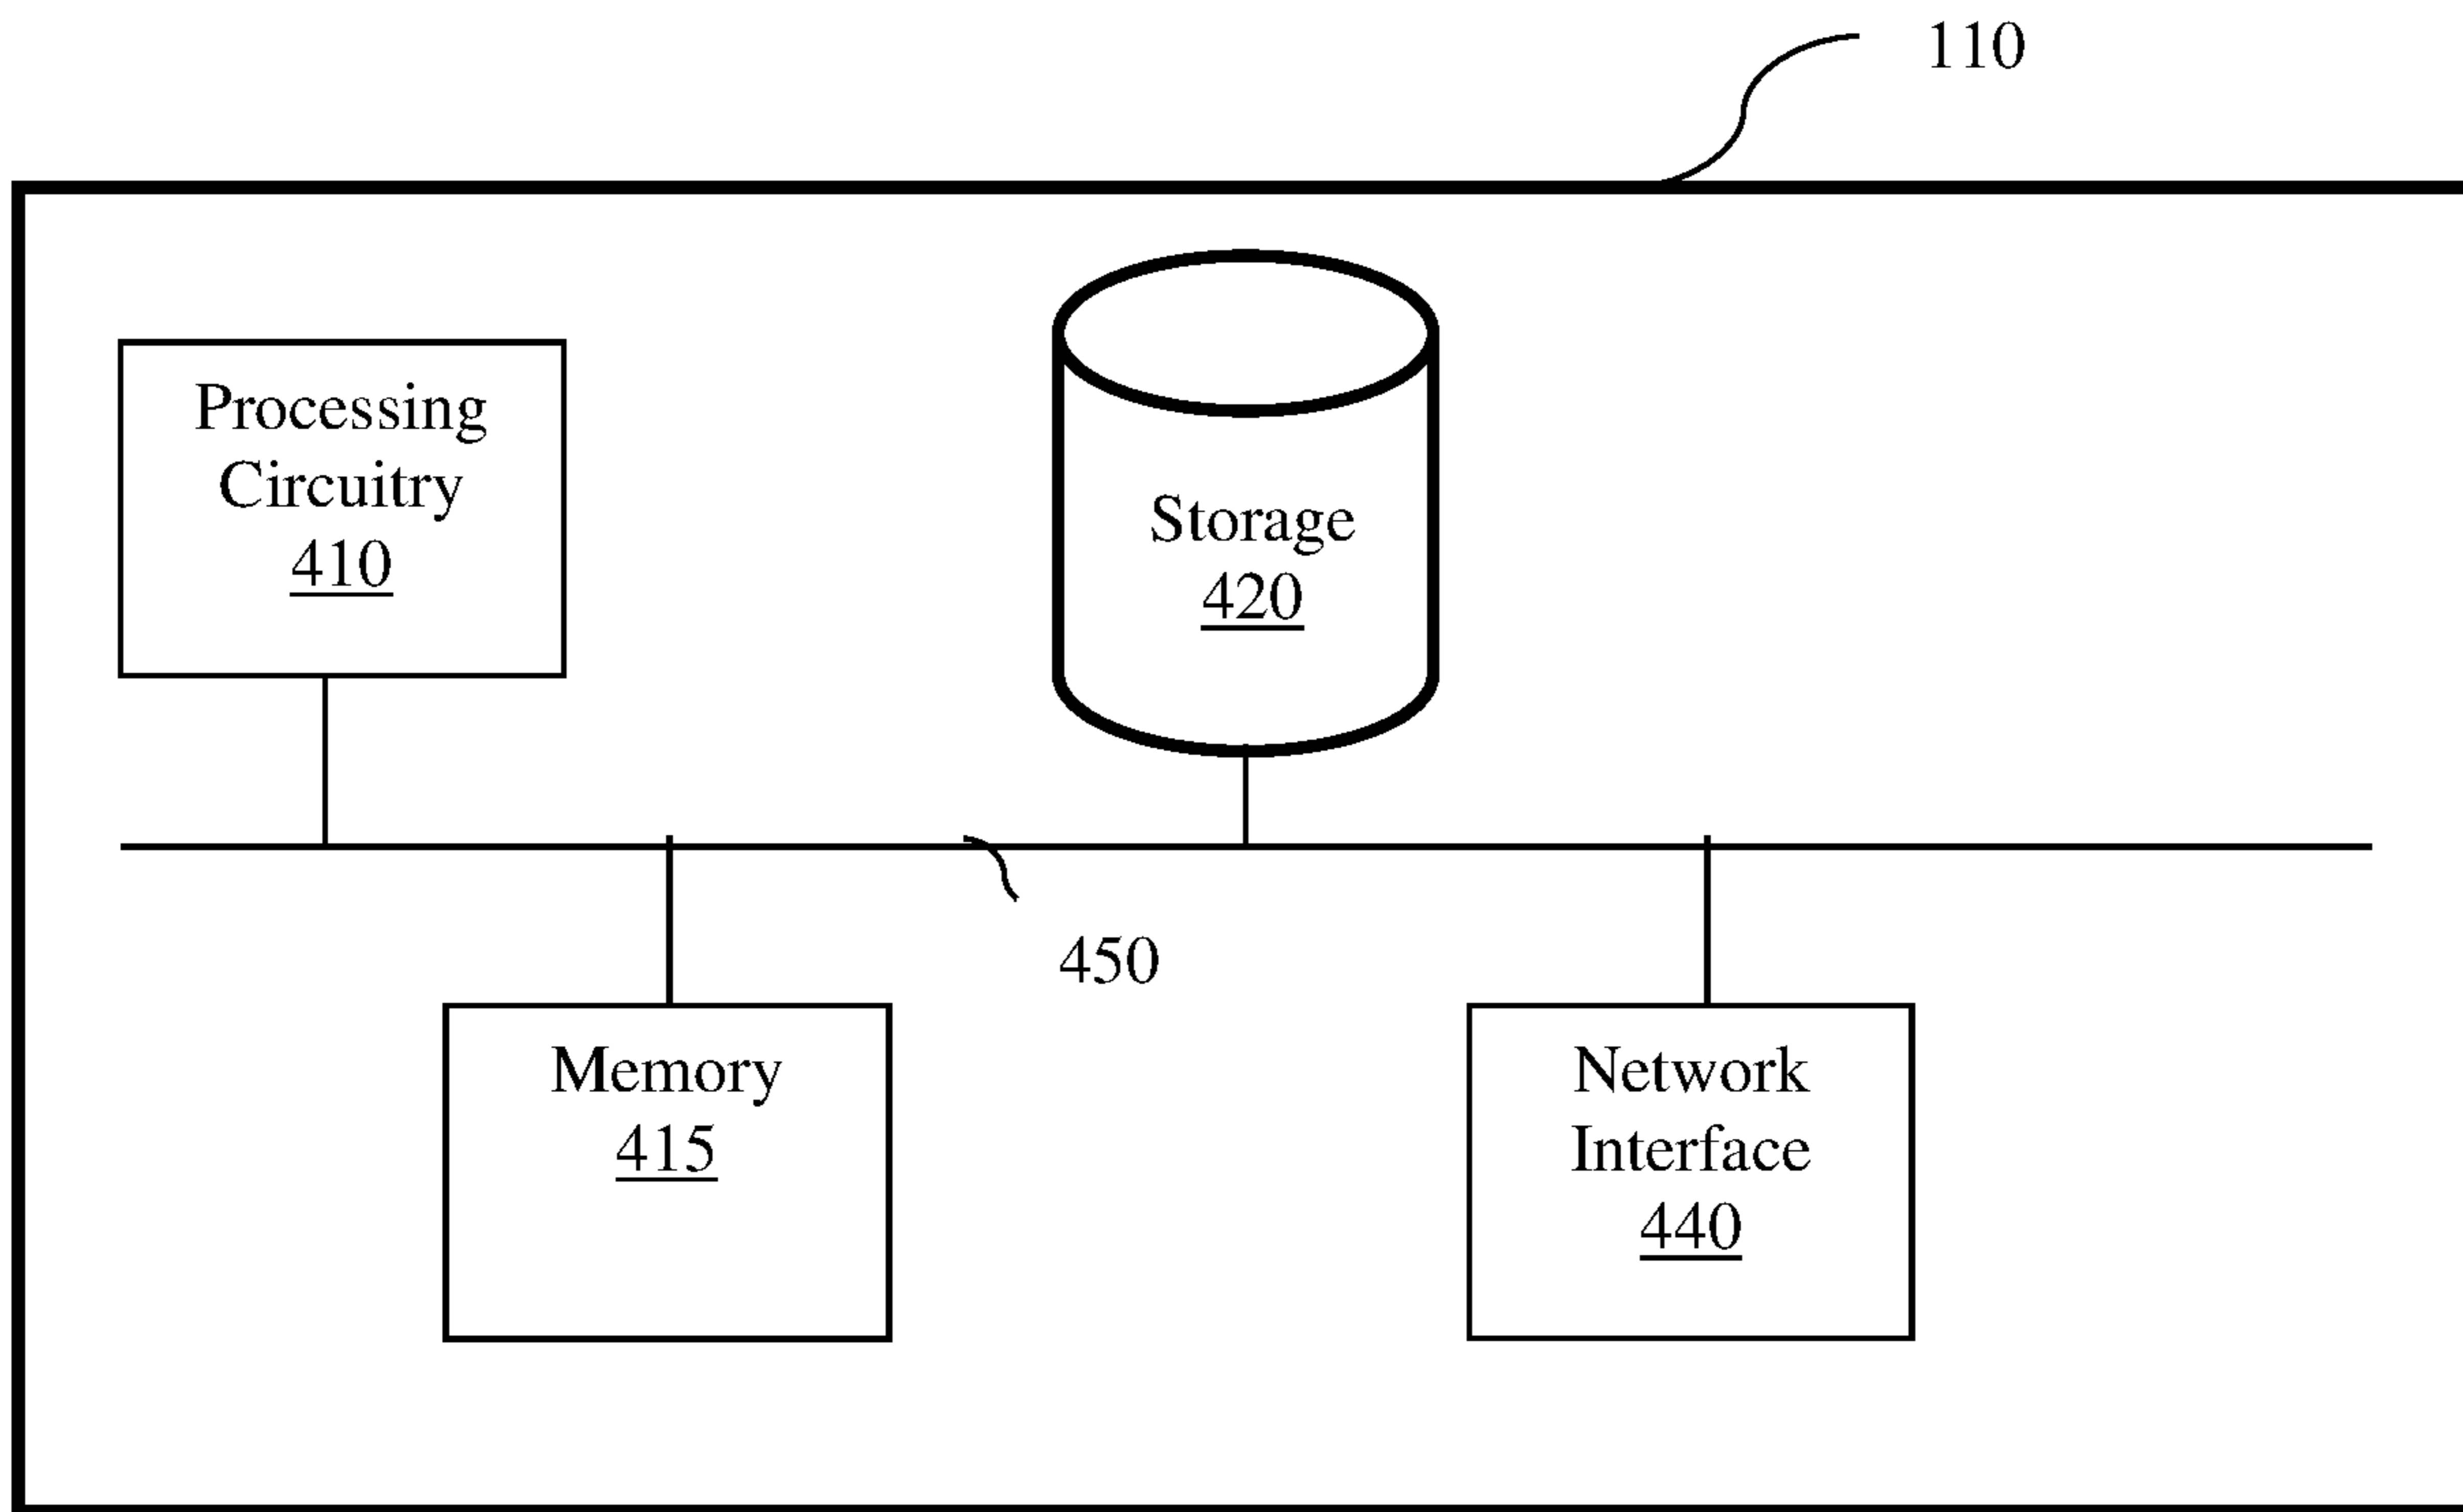 110
Processing
Circuitry
410
Storage
420
450
Memory
415
Network
Interface
440